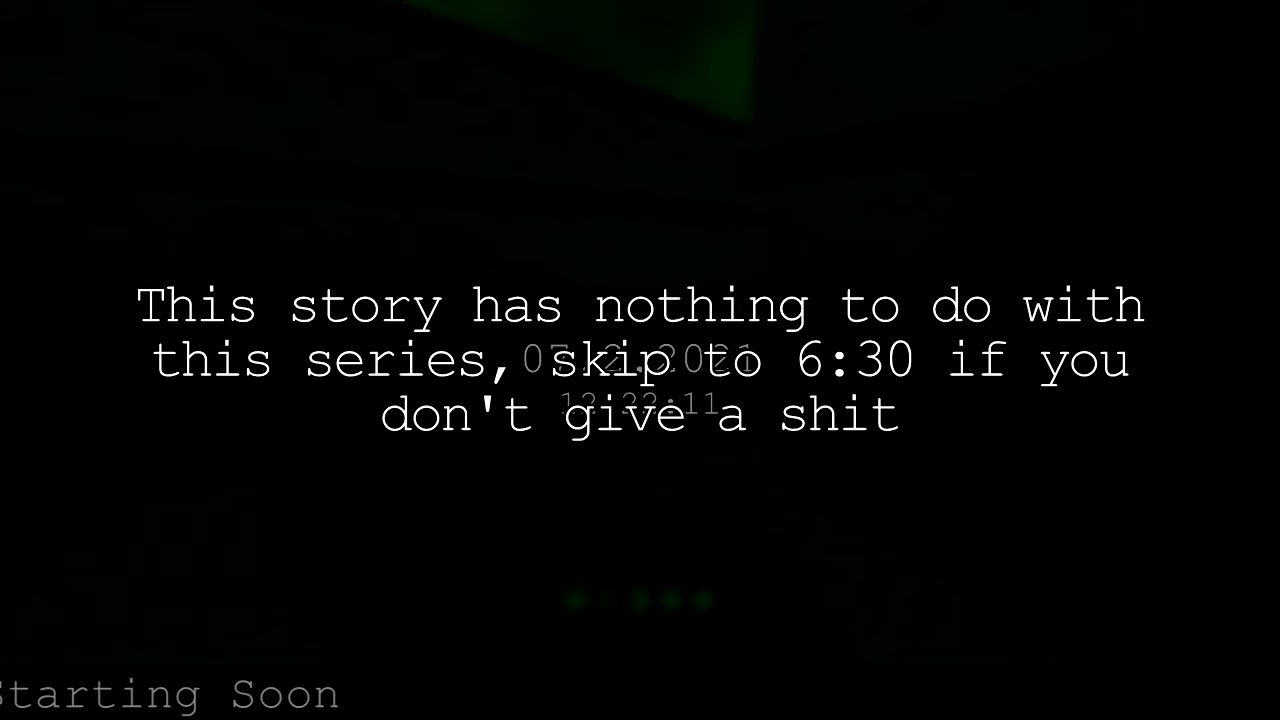 This story has nothing to do with
this series, skip to 6:30 if you
don't give a shit
Starting Soon